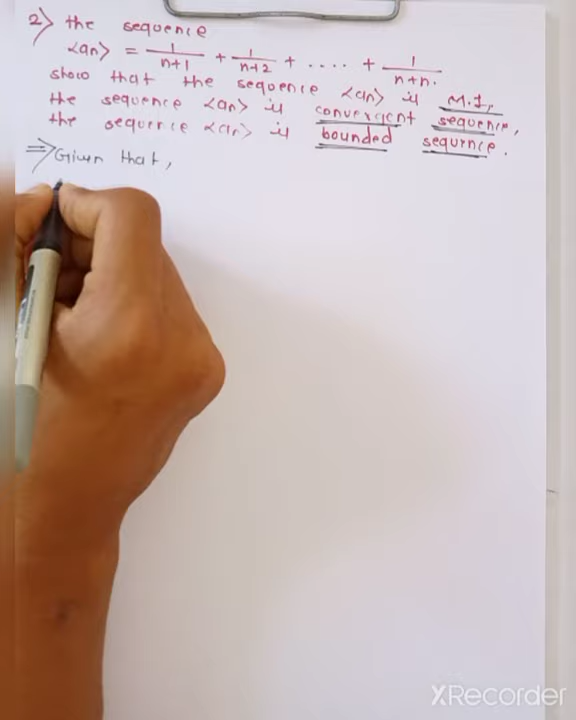 2) the sequence
<an> = 1/n+1 + 1/n+2 + .... + 1/n+n.
show that the sequence <an> is M.I,
the sequence <an> is convergent sequence,
the sequence <an> is bounded sequence.
=> Given that,
XRecorder